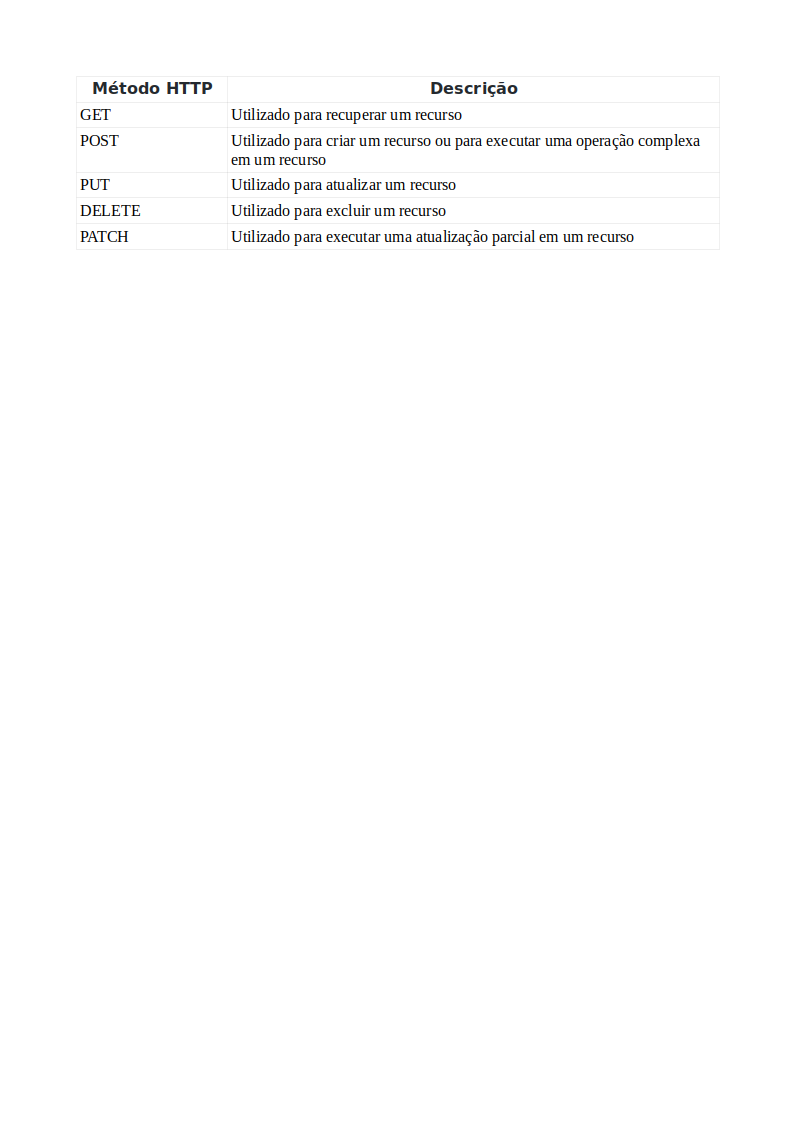 Método HTTP Descrição
GET Utilizado para recuperar um recurso
POST Utilizado para criar um recurso ou para executar uma operação complexa
em um recurso
PUT Utilizado para atualizar um recurso
DELETE Utilizado para excluir um recurso
PATCH Utilizado para executar uma atualização parcial em um recurso